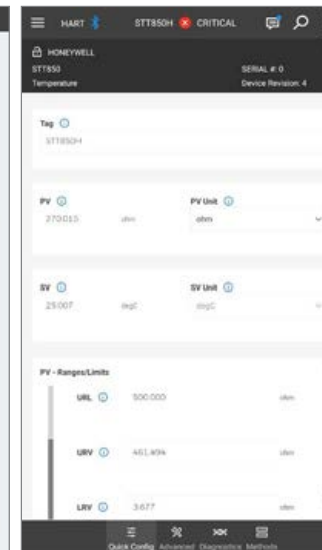 HART STT850H CRITICAL
HONEYWELL
STT850 SERIAL #: 0
Temperature Device Revision: 4
Tag
STT850H
PV PV Unit
270.015 ohm ohm
SV SV Unit
25.007 degC degC
PV - Ranges/Limits
URL 500.000 ohm
URV 461.494 ohm
LRV 3.677 ohm
Quick Config Advanced Diagnostics Methods